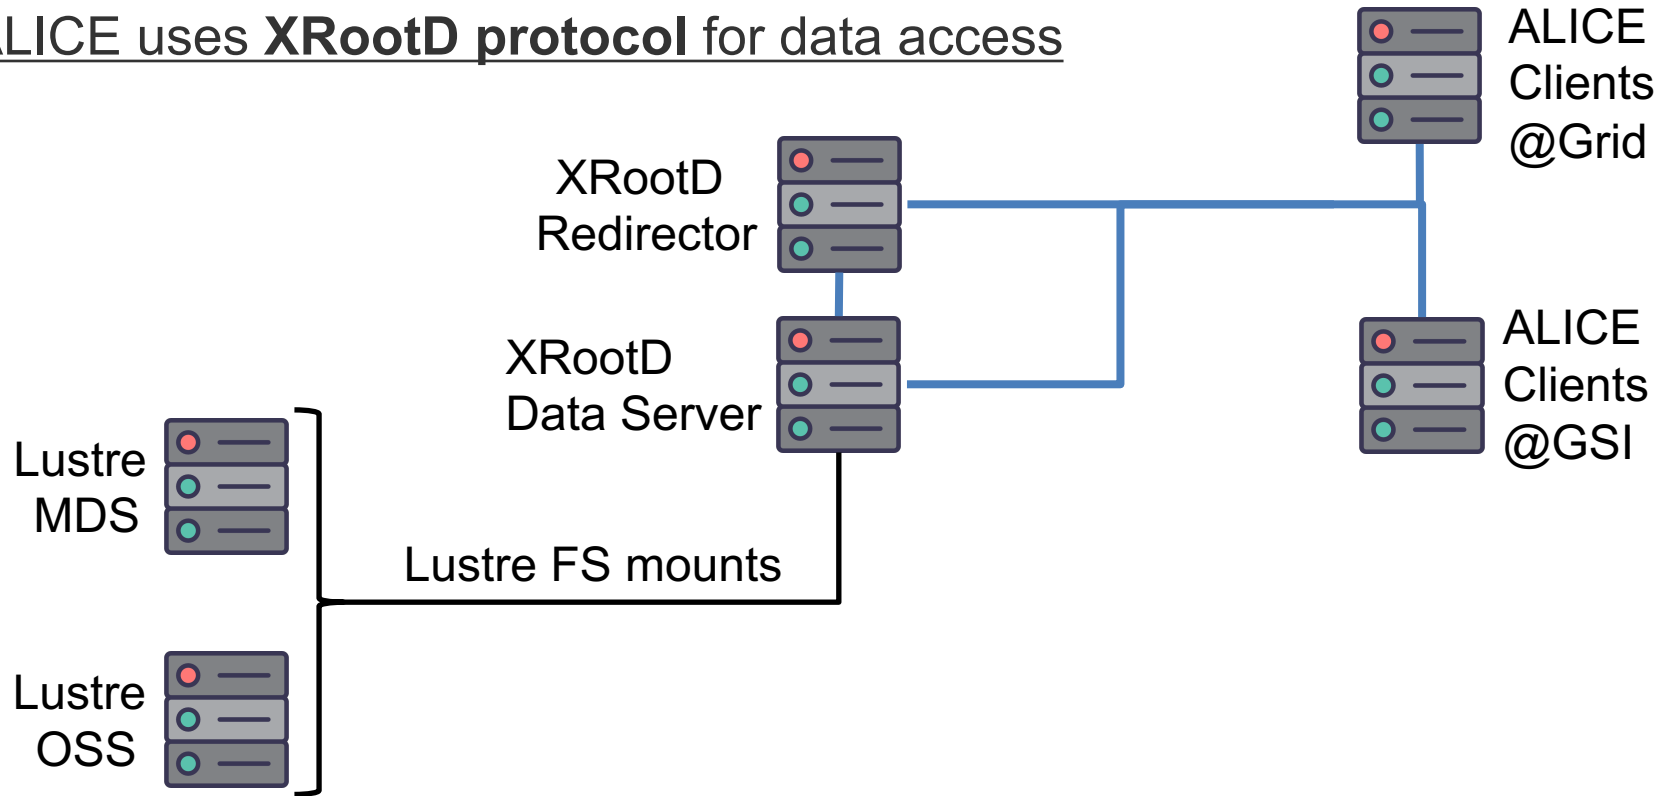 LICE uses XRootD protocol for data access
ALICE
Clients
@Grid
XRootD
Redirector
XRootD
Data Server
ALICE
Clients
@GSI
Lustre
MDS
Lustre FS mounts
Lustre
OSS